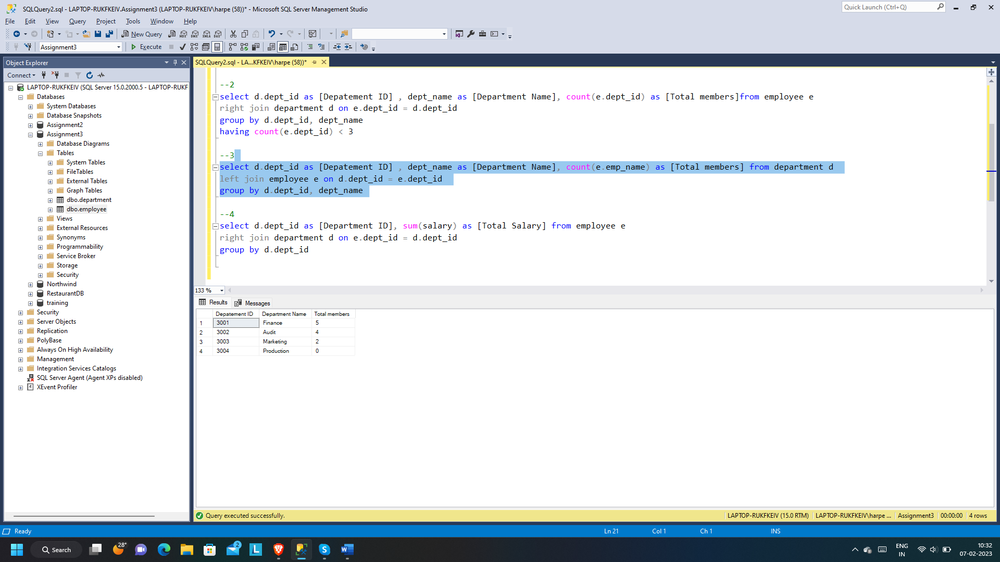 SQLQuery2.sql - LAPTOP-RUKFKEIV.Assignment3 (LAPTOP-RUKFKEIV\harpe (58))* - Microsoft SQL Server Management Studio
Quick Launch (Ctrl+Q)
File Edit View Query Project Tools Window Help
New Query
MDX DMX XMLA DAX
Assignment3
Execute
Object Explorer
SQLQuery2.sql - LA...KFKEIV\harpe (58))*
Connect
LAPTOP-RUKFKEIV (SQL Server 15.0.2000.5 - LAPTOP-RUKF
Databases
System Databases
Database Snapshots
Assignment2
Assignment3
Database Diagrams
Tables
System Tables
FileTables
External Tables
Graph Tables
dbo.department
dbo.employee
Views
External Resources
Synonyms
Programmability
Service Broker
Storage
Security
Northwind
RestaurantDB
training
Security
Server Objects
Replication
PolyBase
Always On High Availability
Management
Integration Services Catalogs
SQL Server Agent (Agent XPs disabled)
XEvent Profiler
--2
select d.dept_id as [Depatement ID] , dept_name as [Department Name], count(e.dept_id) as [Total members]from employee e
right join department d on e.dept_id = d.dept_id
group by d.dept_id, dept_name
having count(e.dept_id) < 3
--3
select d.dept_id as [Depatement ID] , dept_name as [Department Name], count(e.emp_name) as [Total members] from department d
left join employee e on d.dept_id = e.dept_id
group by d.dept_id, dept_name
--4
select d.dept_id as [Department ID], sum(salary) as [Total Salary] from employee e
right join department d on e.dept_id = d.dept_id
group by d.dept_id
133 %
Results Messages
Depatement ID Department Name Total members
1 3001 Finance 5
2 3002 Audit 4
3 3003 Marketing 2
4 3004 Production 0
Query executed successfully.
LAPTOP-RUKFKEIV (15.0 RTM) LAPTOP-RUKFKEIV\harpe ... Assignment3 00:00:00 4 rows
Ready
Ln 21 Col 1 Ch 1 INS
Search
28°
2
L
S
W
ENG
IN
10:32
07-02-2023